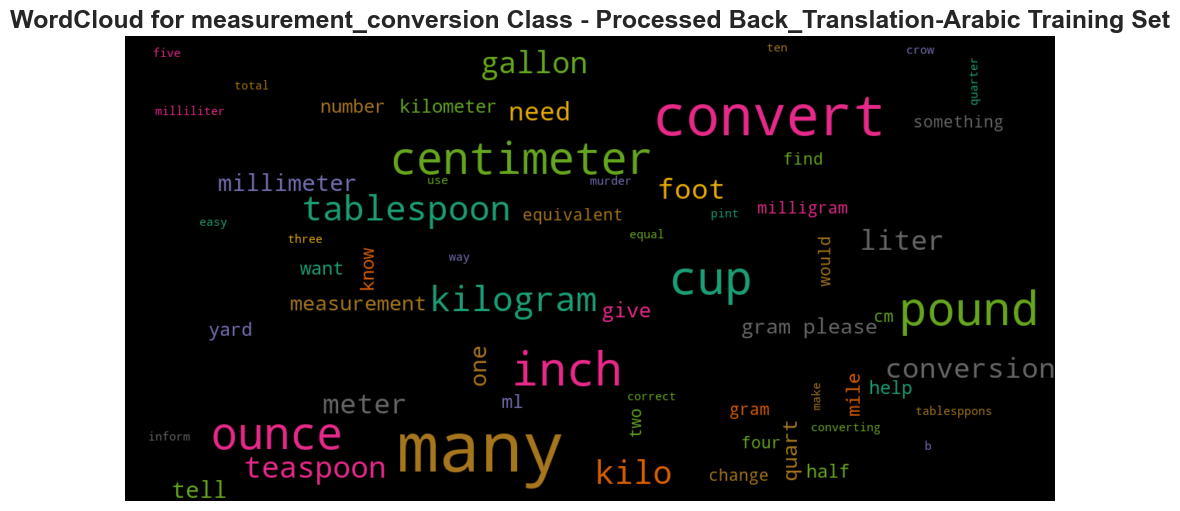 WordCloud for measurement_conversion Class - Processed Back_Translation-Arabic Training Set
five
ten
crow
gallon
total
quarter
milliliter
number
kilometer
need
convert
something
centimeter
find
millimeter
use
murder
foot
tablespoon
equivalent
milligram
pint
easy
three
equal
liter
want
know
way
would
cup
measurement
kilogram
give
pound
cm
yard
gram please
one
inch
conversion
help
meter
ml
correct
gram
make
mile
tablesppons
inform
ounce
many
two
four
converting
b
teaspoon
kilo
change
quart
half
tell